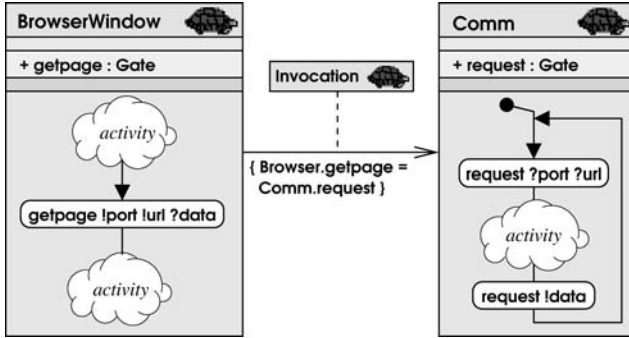 BrowserWindow
+ getpage : Gate
activity
getpage !port !url ?data
activity
Invocation
{ Browser.getpage =
Comm.request }
Comm
+ request : Gate
request ?port ?url
activity
request !data